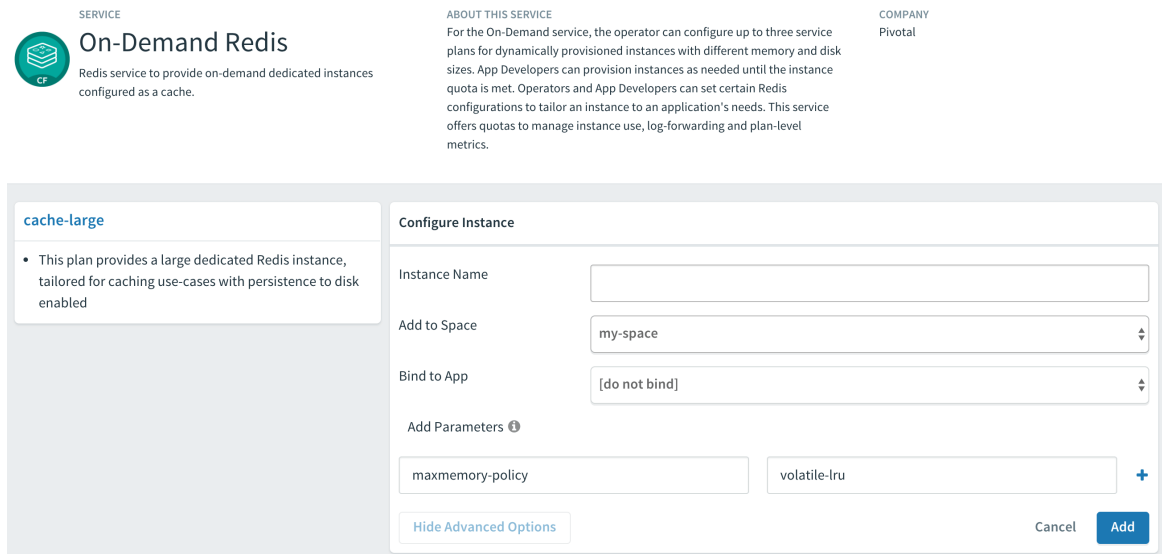 SERVICE
On-Demand Redis
Redis service to provide on-demand dedicated instances
configured as a cache.
CF
ABOUT THIS SERVICE
For the On-Demand service, the operator can configure up to three service
plans for dynamically provisioned instances with different memory and disk
sizes. App Developers can provision instances as needed until the instance
quota is met. Operators and App Developers can set certain Redis
configurations to tailor an instance to an application's needs. This service
offers quotas to manage instance use, log-forwarding and plan-level
metrics.
COMPANY
Pivotal
cache-large
• This plan provides a large dedicated Redis instance,
tailored for caching use-cases with persistence to disk
enabled
Configure Instance
Instance Name
Add to Space
my-space
Bind to App
[do not bind]
Add Parameters
maxmemory-policy
volatile-lru
Hide Advanced Options
Cancel
Add